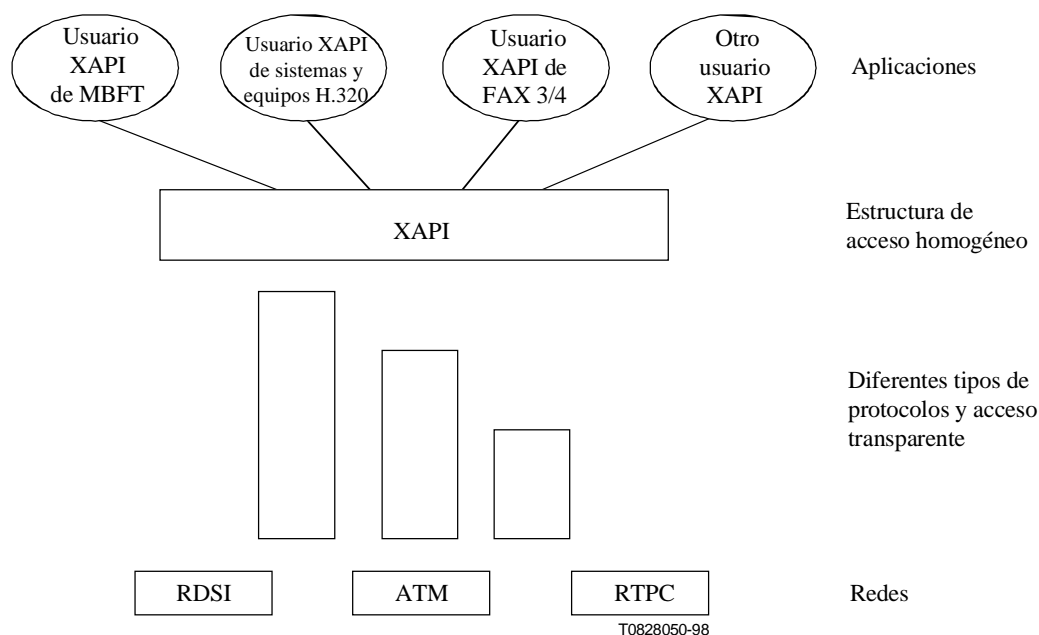 Usuario
XAPI
de MBFT
Usuario XAPI
de sistemas y
equipos H.320
Usuario
XAPI de
FAX 3/4
Otro
usuario
XAPI
Aplicaciones
XAPI
Estructura de
acceso homogéneo
Diferentes tipos de
protocolos y acceso
transparente
RDSI
ATM
RTPC
Redes
T0828050-98